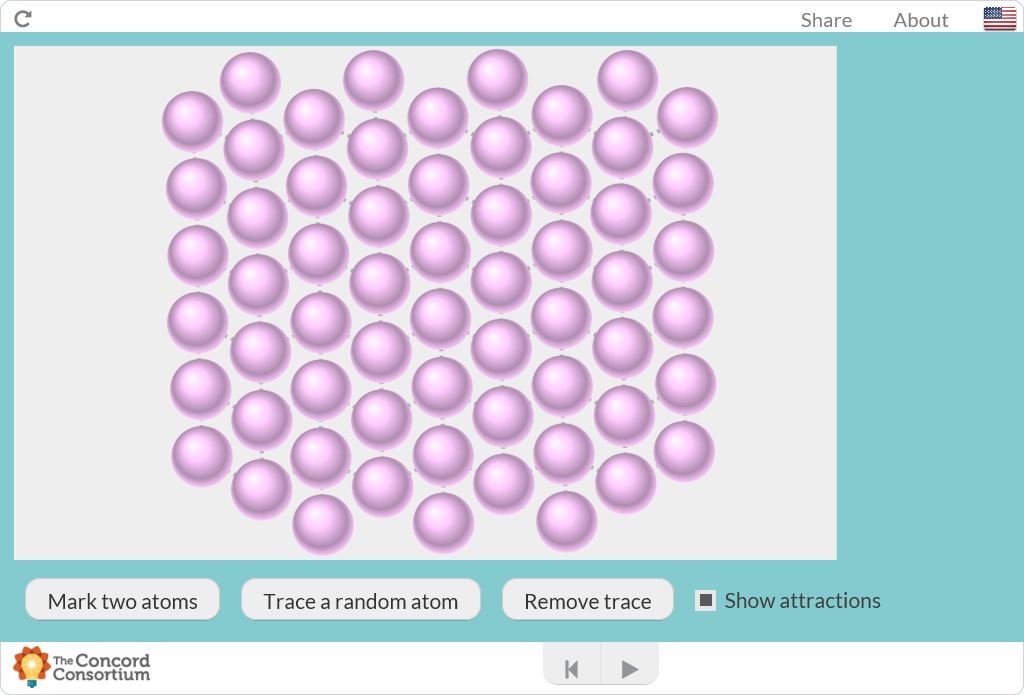 Share About
Mark two atoms Trace a random atom Remove trace Show attractions
The Concord
Consortium